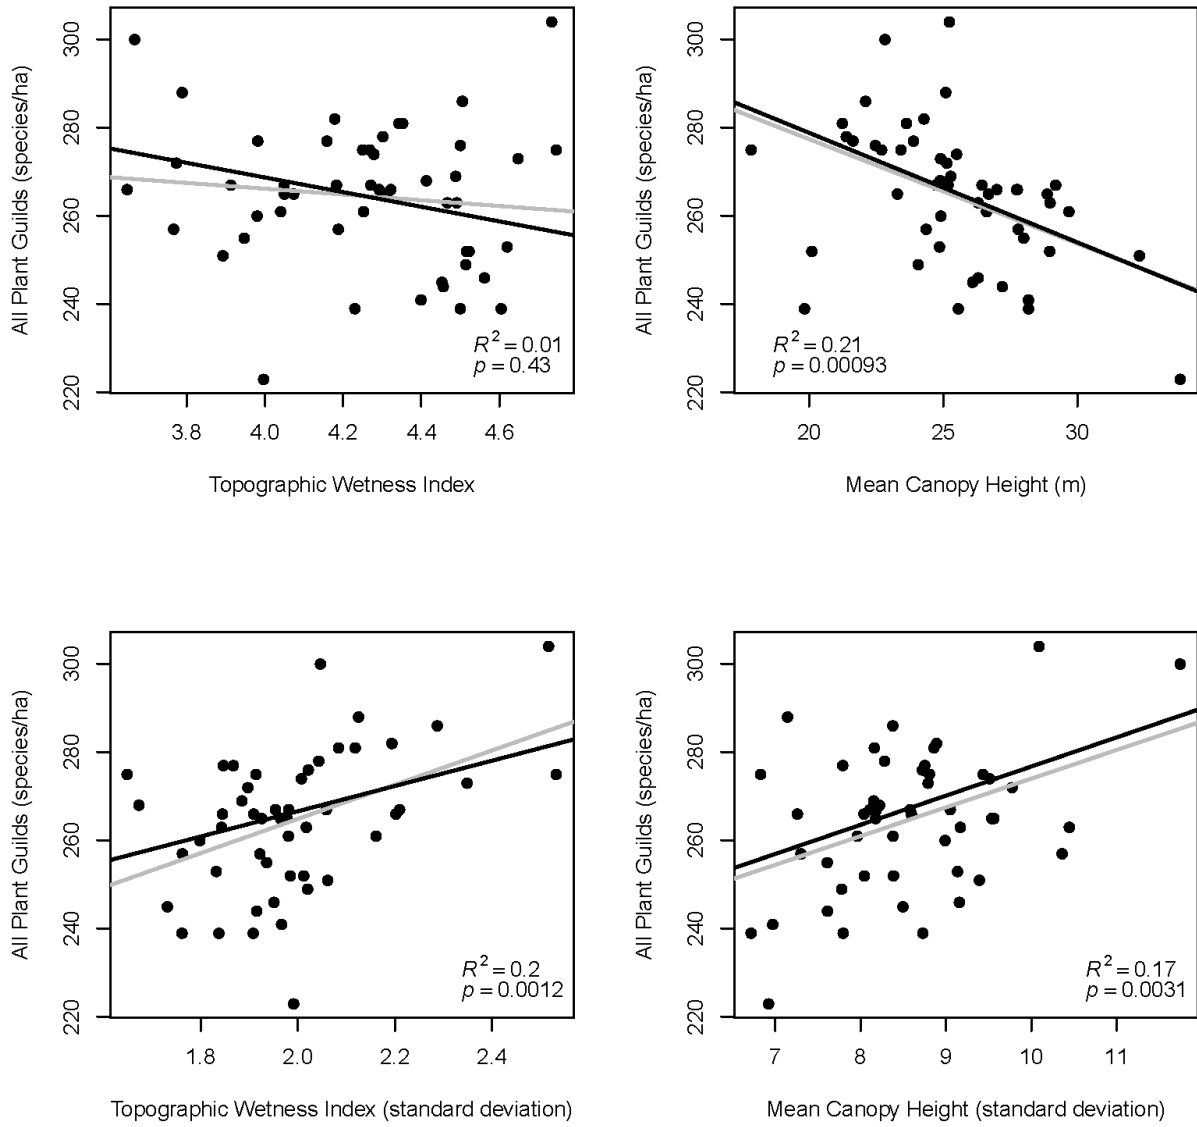 All Plant Guilds (species/ha)
300
280
260
240
220
R² = 0.01
p = 0.43
3.8 4.0 4.2 4.4 4.6
Topographic Wetness Index
All Plant Guilds (species/ha)
300
280
260
240
220
R² = 0.21
p = 0.00093
20 25 30
Mean Canopy Height (m)
All Plant Guilds (species/ha)
300
280
260
240
220
R² = 0.2
p = 0.0012
1.8 2.0 2.2 2.4
Topographic Wetness Index (standard deviation)
All Plant Guilds (species/ha)
300
280
260
240
220
R² = 0.17
p = 0.0031
7 8 9 10 11
Mean Canopy Height (standard deviation)